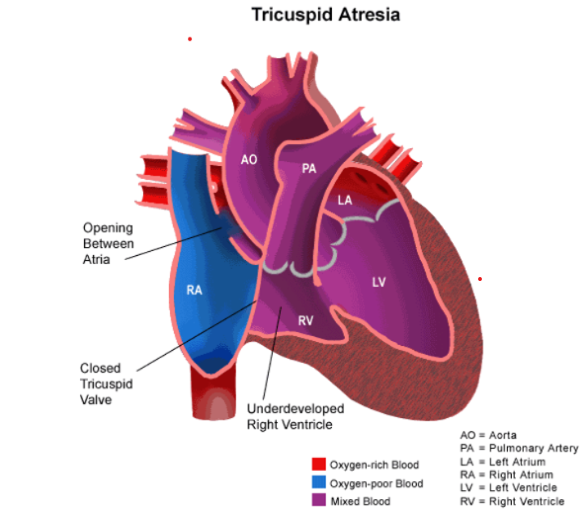 Tricuspid Atresia
AO
PA
LA
Opening
Between
Atria
RA
LV
RV
Closed
Tricuspid
Valve
Underdeveloped
Right Ventricle
Oxygen-rich Blood
Oxygen-poor Blood
Mixed Blood
AO = Aorta
PA = Pulmonary Artery
LA = Left Atrium
RA = Right Atrium
LV = Left Ventricle
RV = Right Ventricle